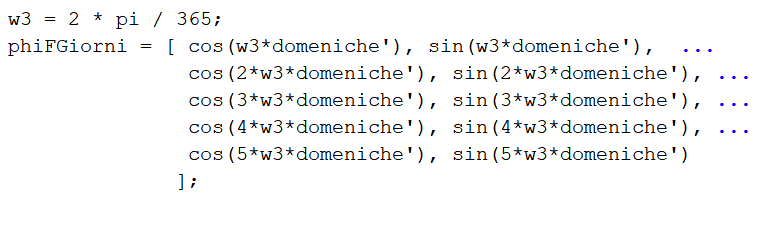 w3 = 2 * pi / 365;
phiFGiorni = [ cos(w3*domeniche'), sin(w3*domeniche'), ...
cos(2*w3*domeniche'), sin(2*w3*domeniche'), ...
cos(3*w3*domeniche'), sin(3*w3*domeniche'), ...
cos(4*w3*domeniche'), sin(4*w3*domeniche'), ...
cos(5*w3*domeniche'), sin(5*w3*domeniche')
];